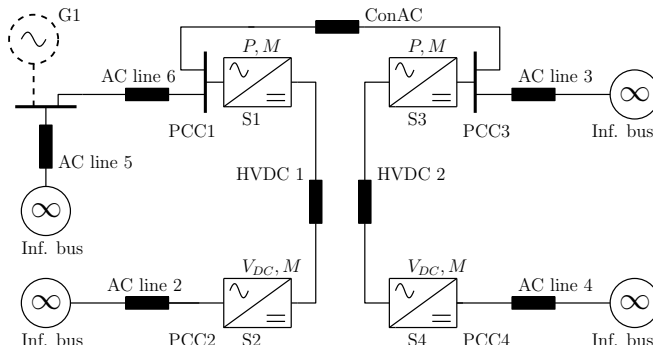 G1
ConAC
P, M
P, M
AC line 6
AC line 3
S1
S3
PCC1
PCC3
Inf. bus
AC line 5
HVDC 1
HVDC 2
Inf. bus
V_DC, M
V_DC, M
AC line 2
AC line 4
PCC2
S2
S4
PCC4
Inf. bus
Inf. bus